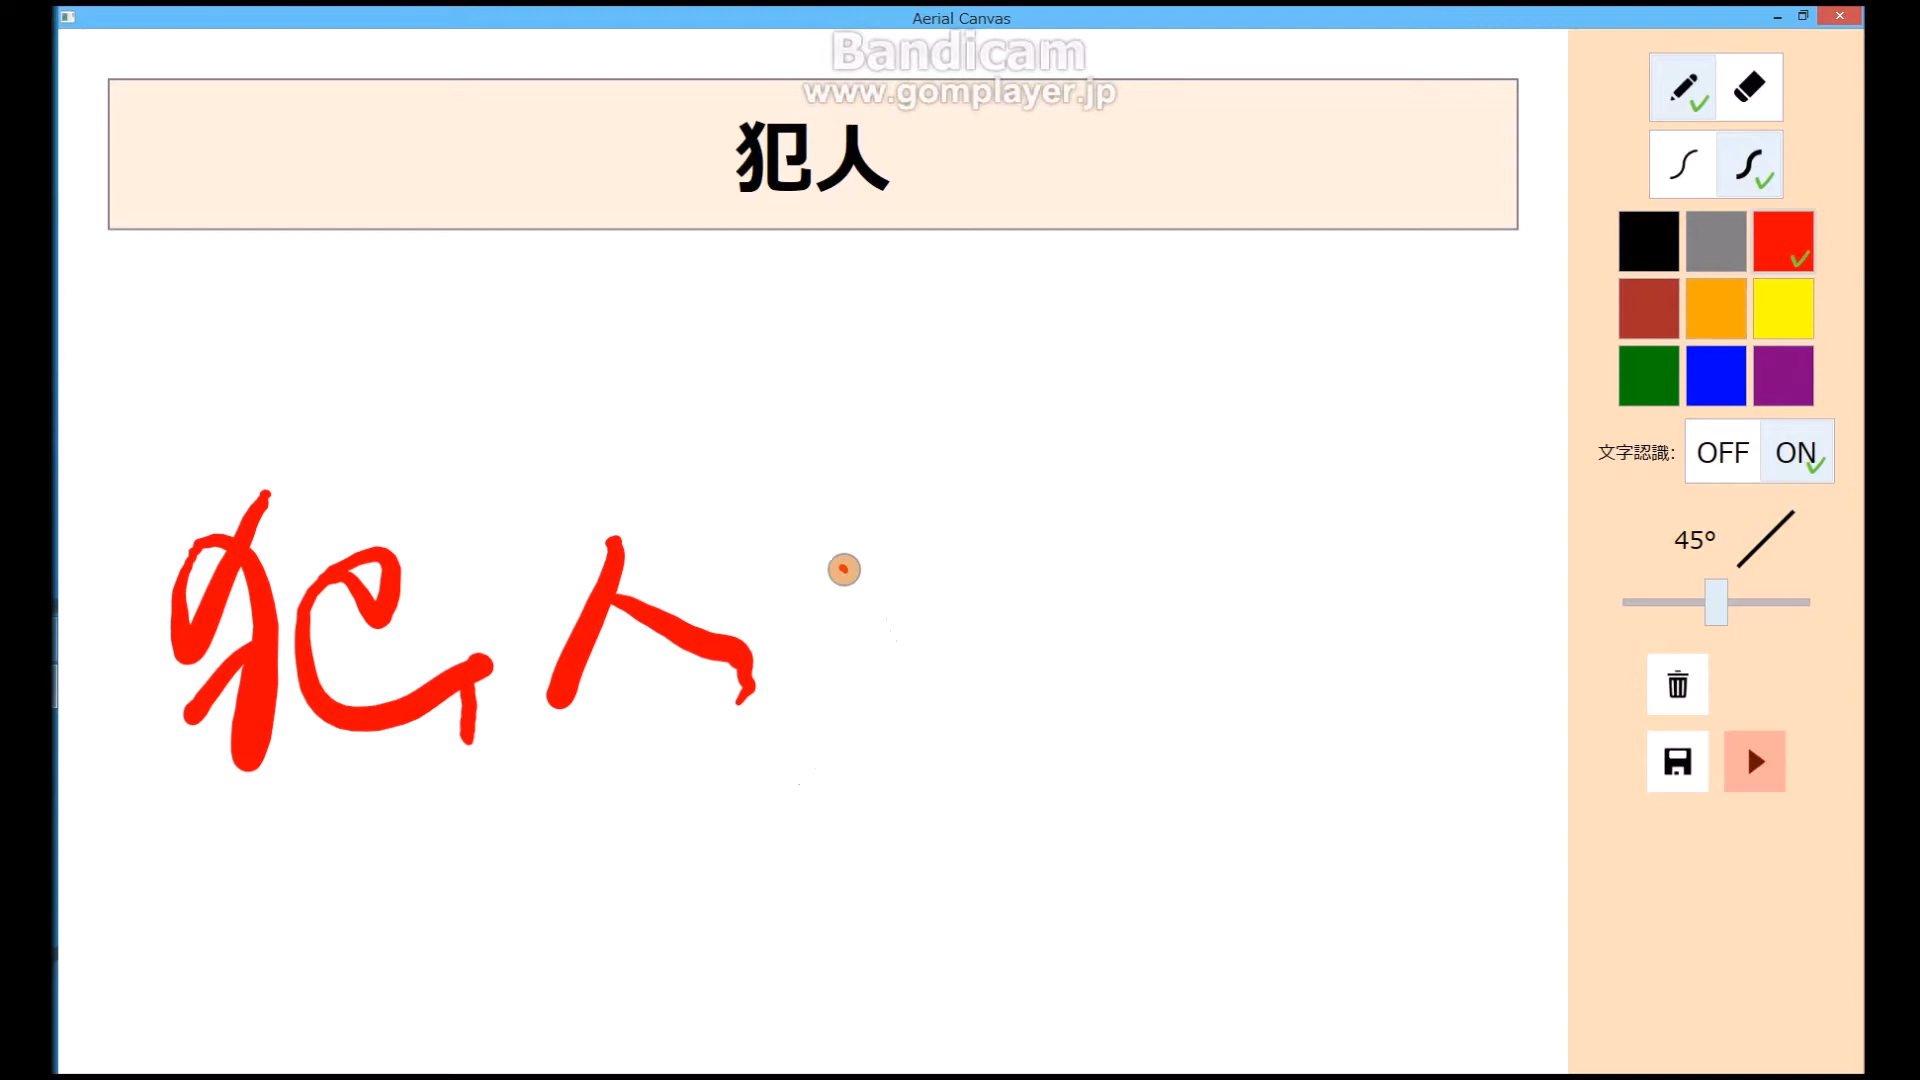 Aerial Canvas
Bandicam
www.gomplayer.jp
犯人
犯人
文字認識: OFF ON
45°